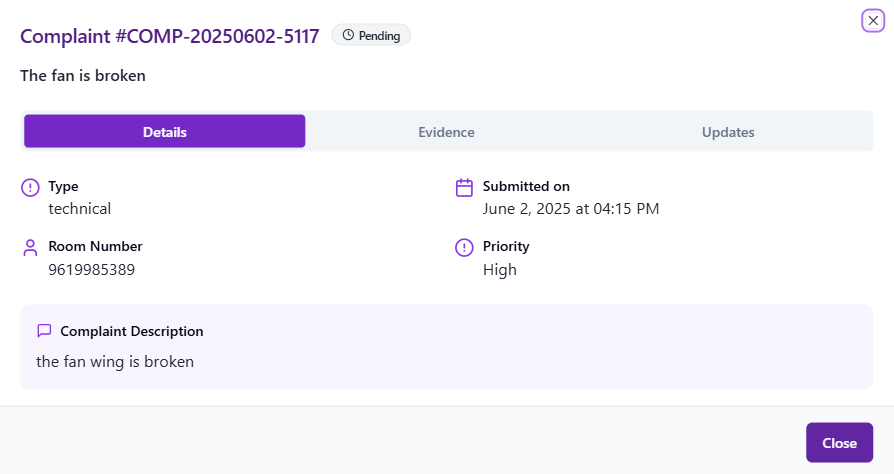 Complaint #COMP-20250602-5117 Pending
The fan is broken
Details Evidence Updates
Type Submitted on
technical June 2, 2025 at 04:15 PM
Room Number Priority
9619985389 High
Complaint Description
the fan wing is broken
Close